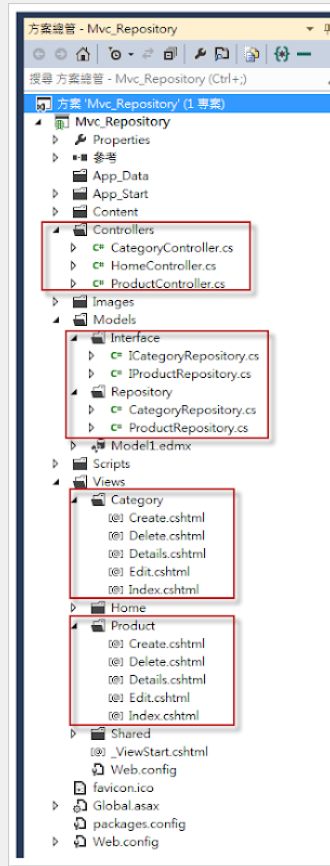 方案總管 - Mvc_Repository
搜尋 方案總管 - Mvc_Repository (Ctrl+;)
方案 'Mvc_Repository' (1 專案)
Mvc_Repository
Properties
參考
App_Data
App_Start
Content
Controllers
C# CategoryController.cs
C# HomeController.cs
C# ProductController.cs
Images
Models
Interface
C# ICategoryRepository.cs
C# IProductRepository.cs
Repository
C# CategoryRepository.cs
C# ProductRepository.cs
Model1.edmx
Scripts
Views
Category
[@] Create.cshtml
[@] Delete.cshtml
[@] Details.cshtml
[@] Edit.cshtml
[@] Index.cshtml
Home
Product
[@] Create.cshtml
[@] Delete.cshtml
[@] Details.cshtml
[@] Edit.cshtml
[@] Index.cshtml
Shared
[@] _ViewStart.cshtml
Web.config
favicon.ico
Global.asax
packages.config
Web.config